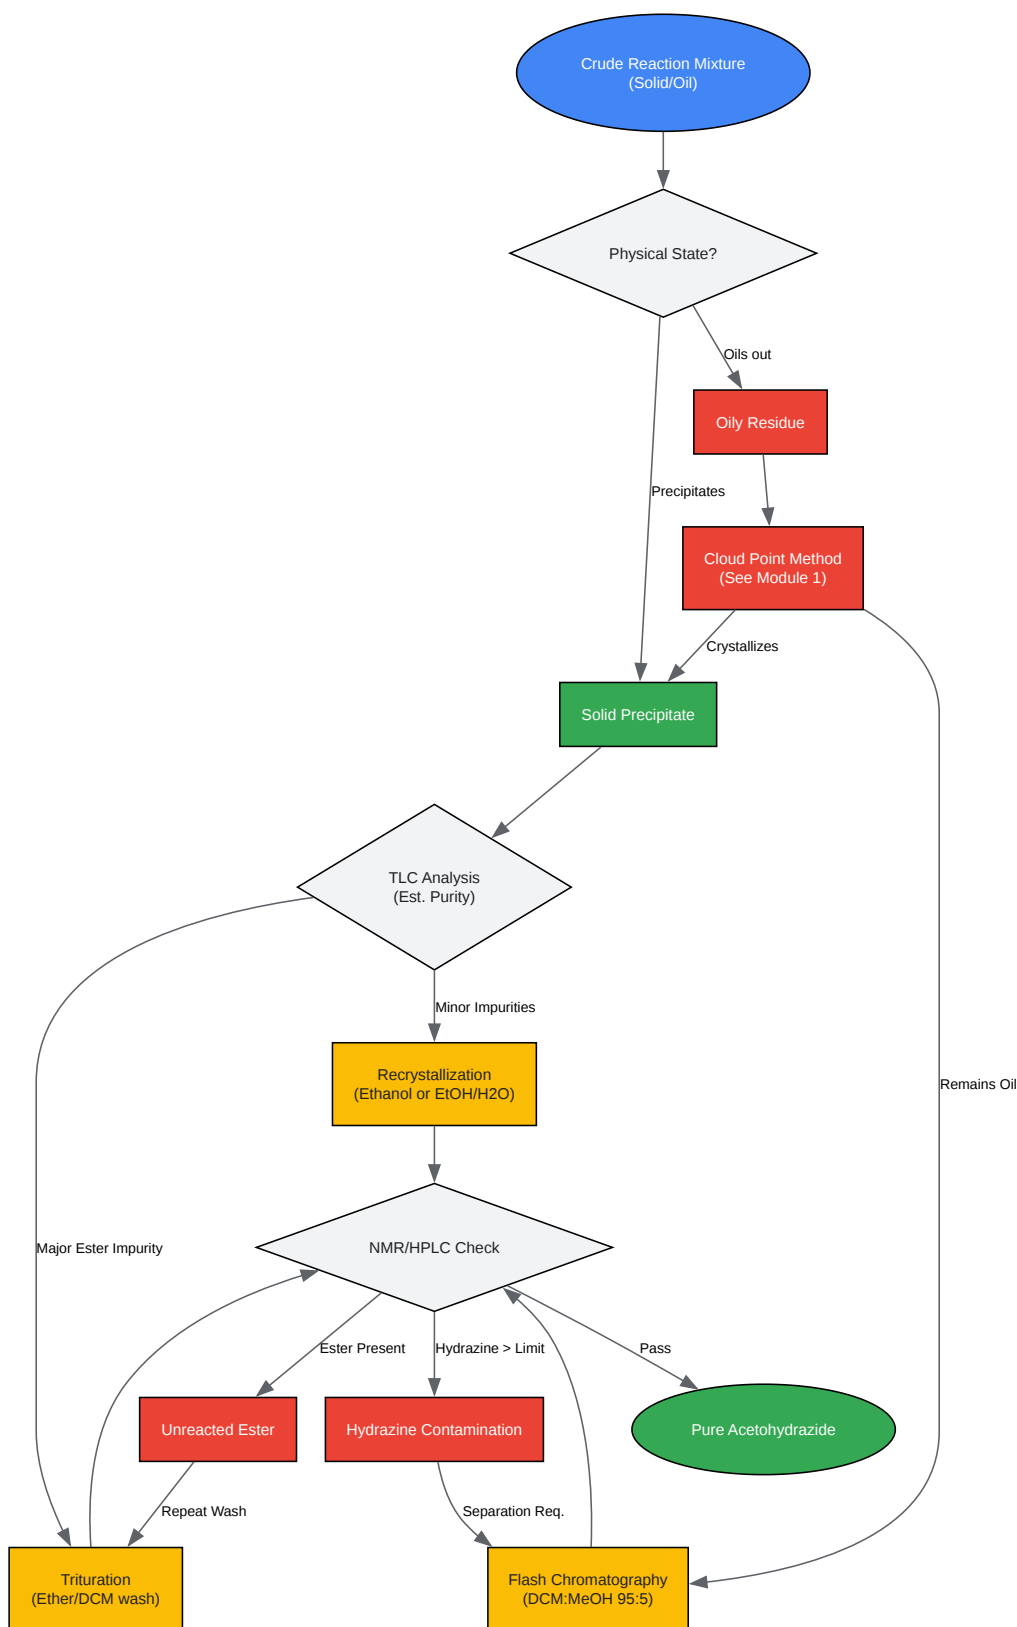 Crude Reaction Mixture
(Solid/Oil)
Physical State?
Oils out
Oily Residue
Precipitates
Cloud Point Method
(See Module 1)
Crystallizes
Solid Precipitate
TLC Analysis
(Est. Purity)
Minor Impurities
Recrystallization
(Ethanol or EtOH/H2O)
Remains Oil
NMR/HPLC Check
Major Ester Impurity
Ester Present
Hydrazine > Limit
Pass
Unreacted Ester
Hydrazine Contamination
Pure Acetohydrazide
Repeat Wash
Separation Req.
Trituration
(Ether/DCM wash)
Flash Chromatography
(DCM:MeOH 95:5)